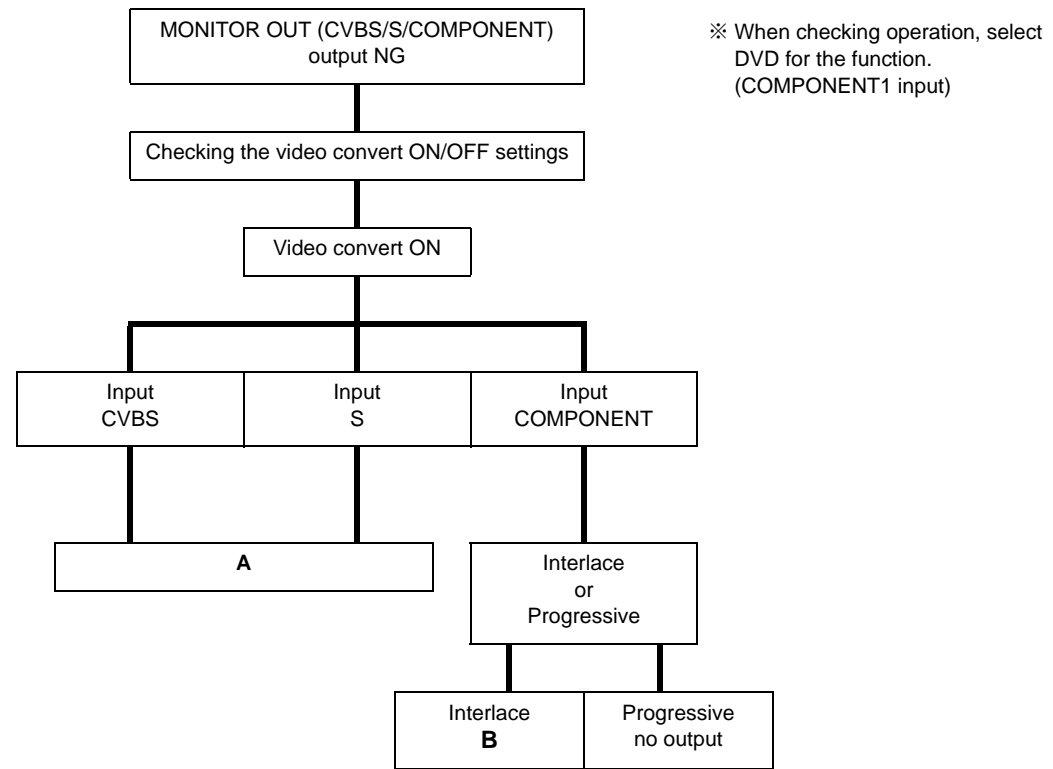 MONITOR OUT (CVBS/S/COMPONENT)
output NG
※ When checking operation, select
DVD for the function.
(COMPONENT1 input)
Checking the video convert ON/OFF settings
Video convert ON
Input
CVBS
Input
S
Input
COMPONENT
A
Interlace
or
Progressive
Interlace
B
Progressive
no output